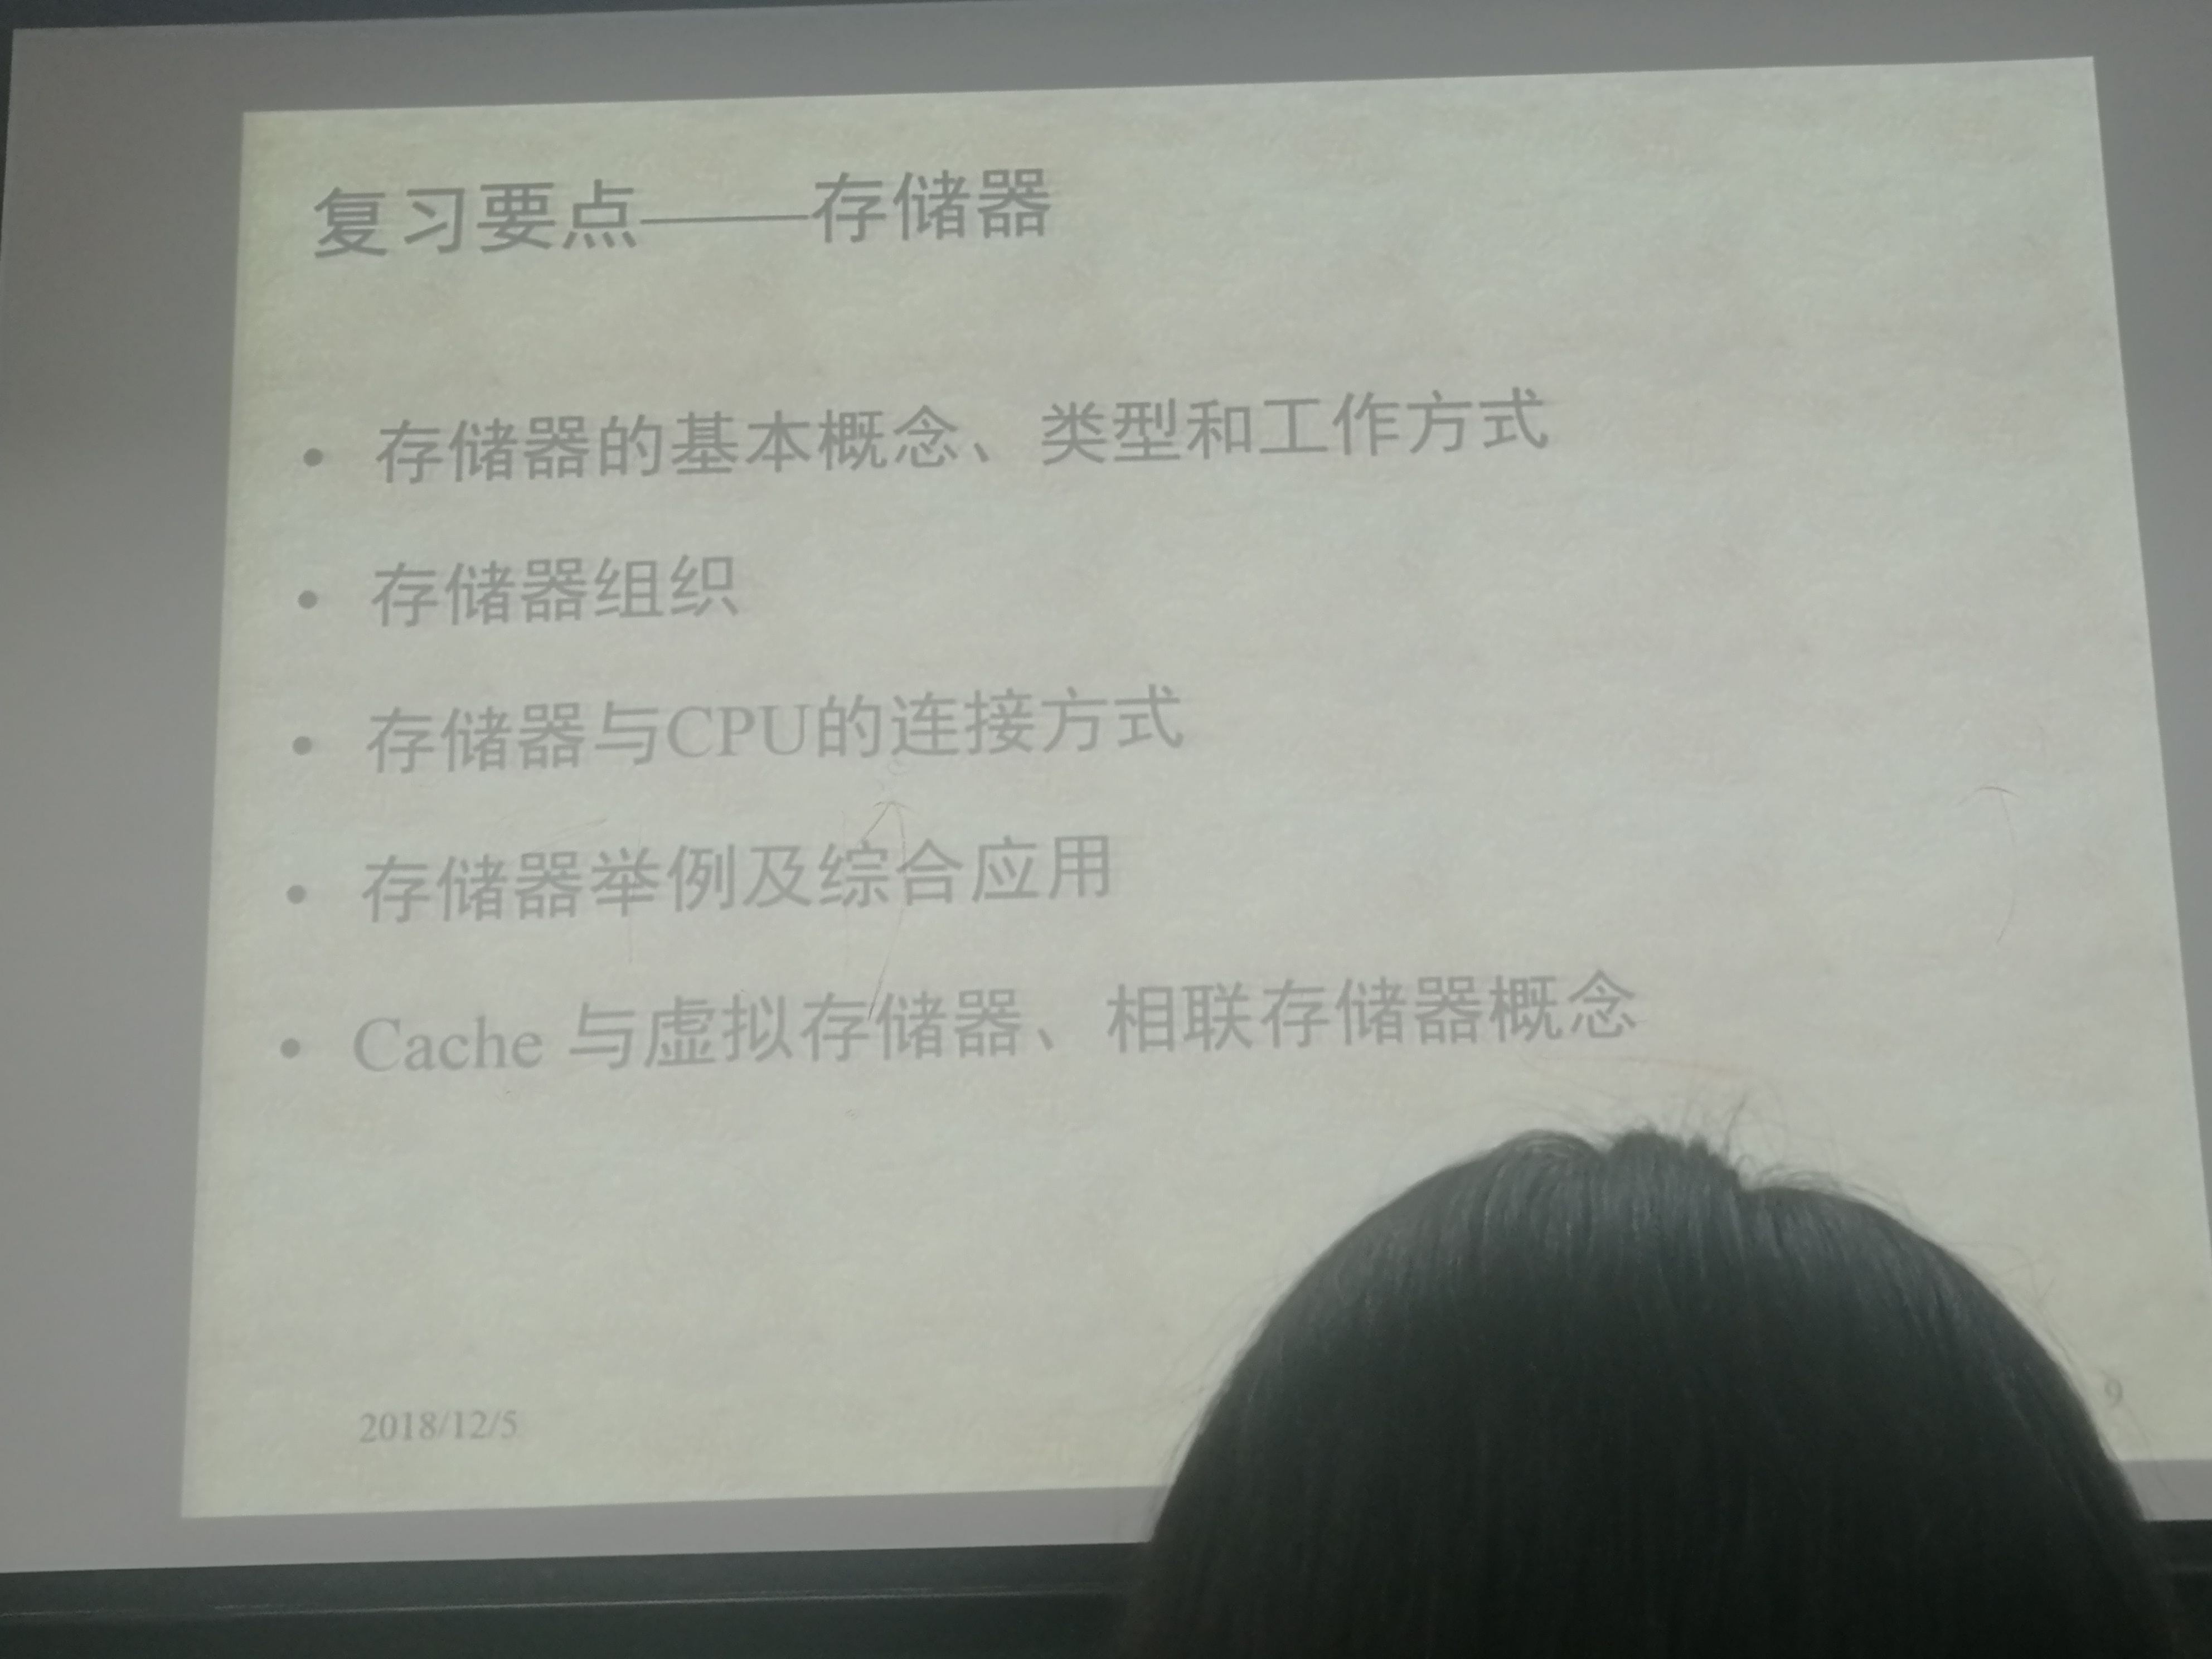 复习要点——存储器
• 存储器的基本概念、类型和工作方式
• 存储器组织
• 存储器与CPU的连接方式
• 存储器举例及综合应用
• Cache 与虚拟存储器、相联存储器概念
2018/12/5
9